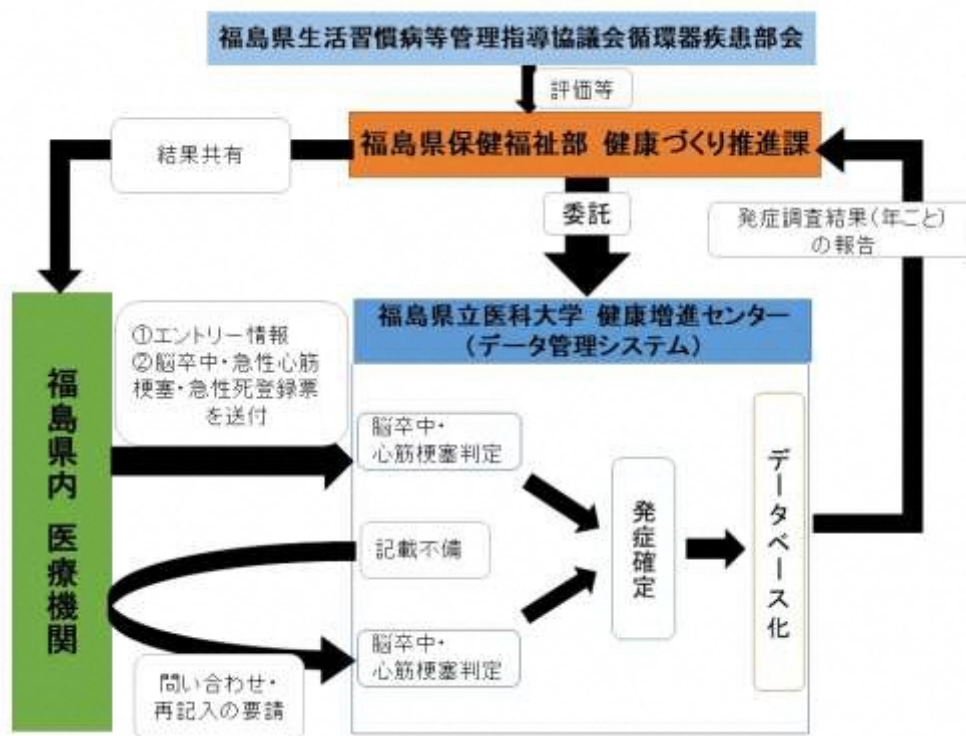 福島県生活習慣病等管理指導協議会循環器疾患部会
評価等
福島県保健福祉部 健康づくり推進課
結果共有
委託
発症調査結果(年ごと)
の報告
福島県立医科大学 健康増進センター
(データ管理システム)
①エントリー情報
②脳卒中・急性心筋
梗塞・急性死登録票
を送付
福島県内 医療機関
脳卒中・
心筋梗塞判定
記載不備
発症確定
データベース化
脳卒中・
心筋梗塞判定
問い合わせ・
再記入の要請